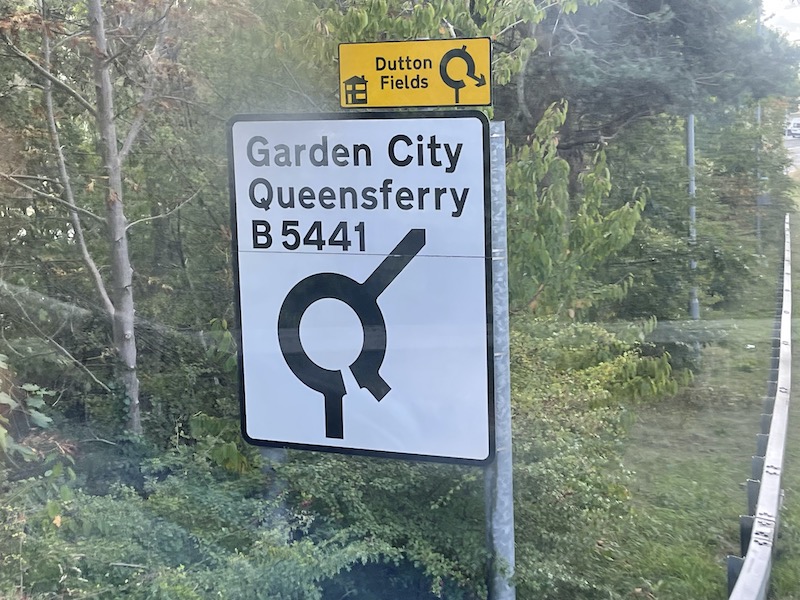 Dutton
Fields
Garden City
Queensferry
B 5441